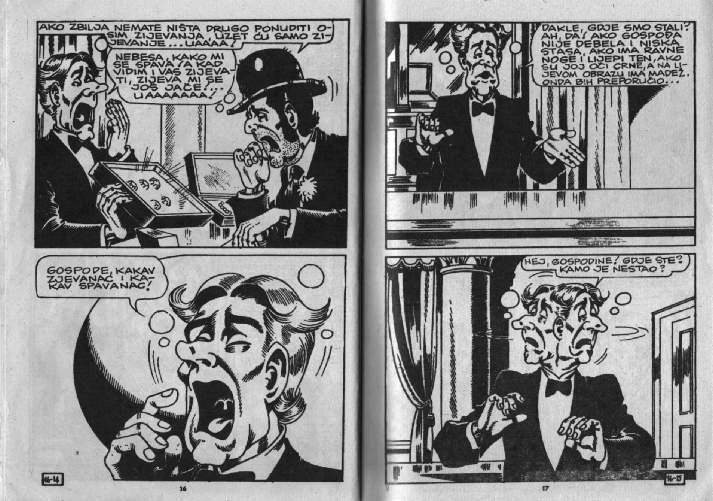 AKO ZBILJA NEMATE NIŠTA DRUGO PONUDITI O-
SIM ZIJEVANJA, UZET ĆU SAMO ZI-
JEVANJE... UAAAA!
NEBESA, KAKO MI
SE SPAVA! A KAD
VIDIM I VAS ZIJEVA-
TI, ZIJEVA MI SE
JOŠ JAČE!...
UAAAAAAA!
GOSPODE, KAKAV
ZJEVANAC I KA-
KAV SPAVANAC!
16-16
16
DAKLE, GDJE SMO STALI?
AH, DA! AKO GOSPOĐA
NIJE DEBELA I NISKA
STASA, AKO IMA RAVNE
NOGE I LIJEPI TEN, AKO
SU JOJ OČI CRNE, A NA LI-
JEVOM OBRAZU IMA MADEŽ,
ONDA BIH PREPORUČIO...
HEJ, GOSPODINE! GDJE STE?
KAMO JE NESTAO?
17